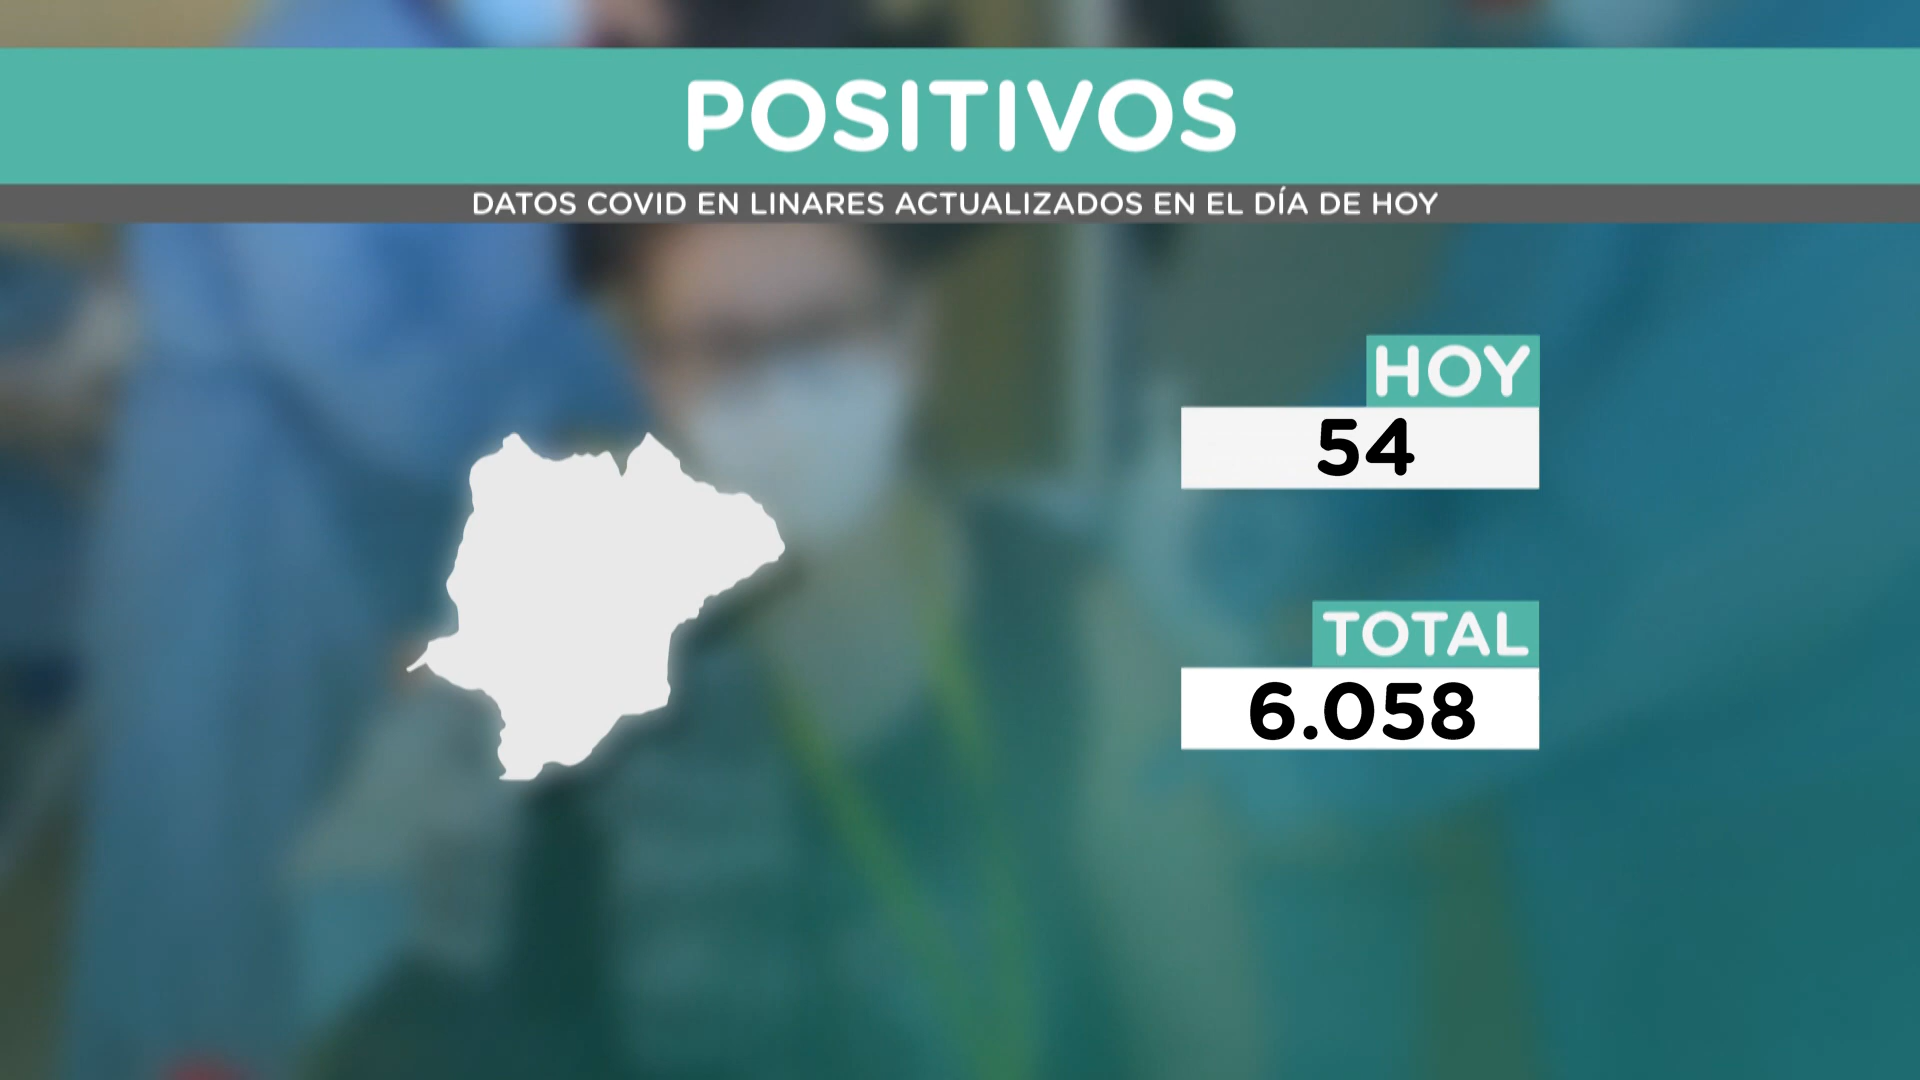 POSITIVOS
DATOS COVID EN LINARES ACTUALIZADOS EN EL DÍA DE HOY
HOY
54
TOTAL
6.058